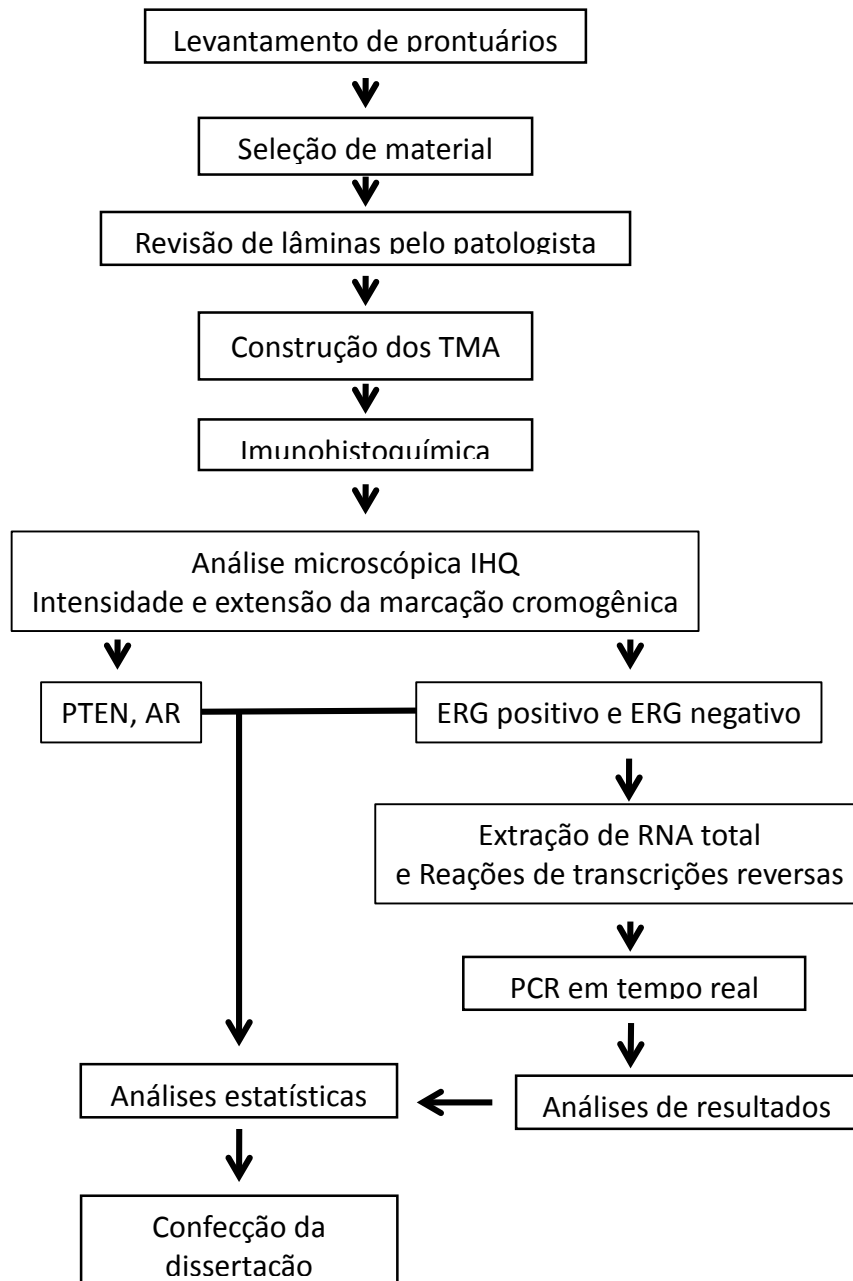 Levantamento de prontuários
Seleção de material
Revisão de lâminas pelo patologista
Construção dos TMA
Imunohistoquímica
Análise microscópica IHQ
Intensidade e extensão da marcação cromogênica
PTEN, AR
ERG positivo e ERG negativo
Extração de RNA total
e Reações de transcrições reversas
PCR em tempo real
Análises estatísticas
Análises de resultados
Confecção da
dissertação